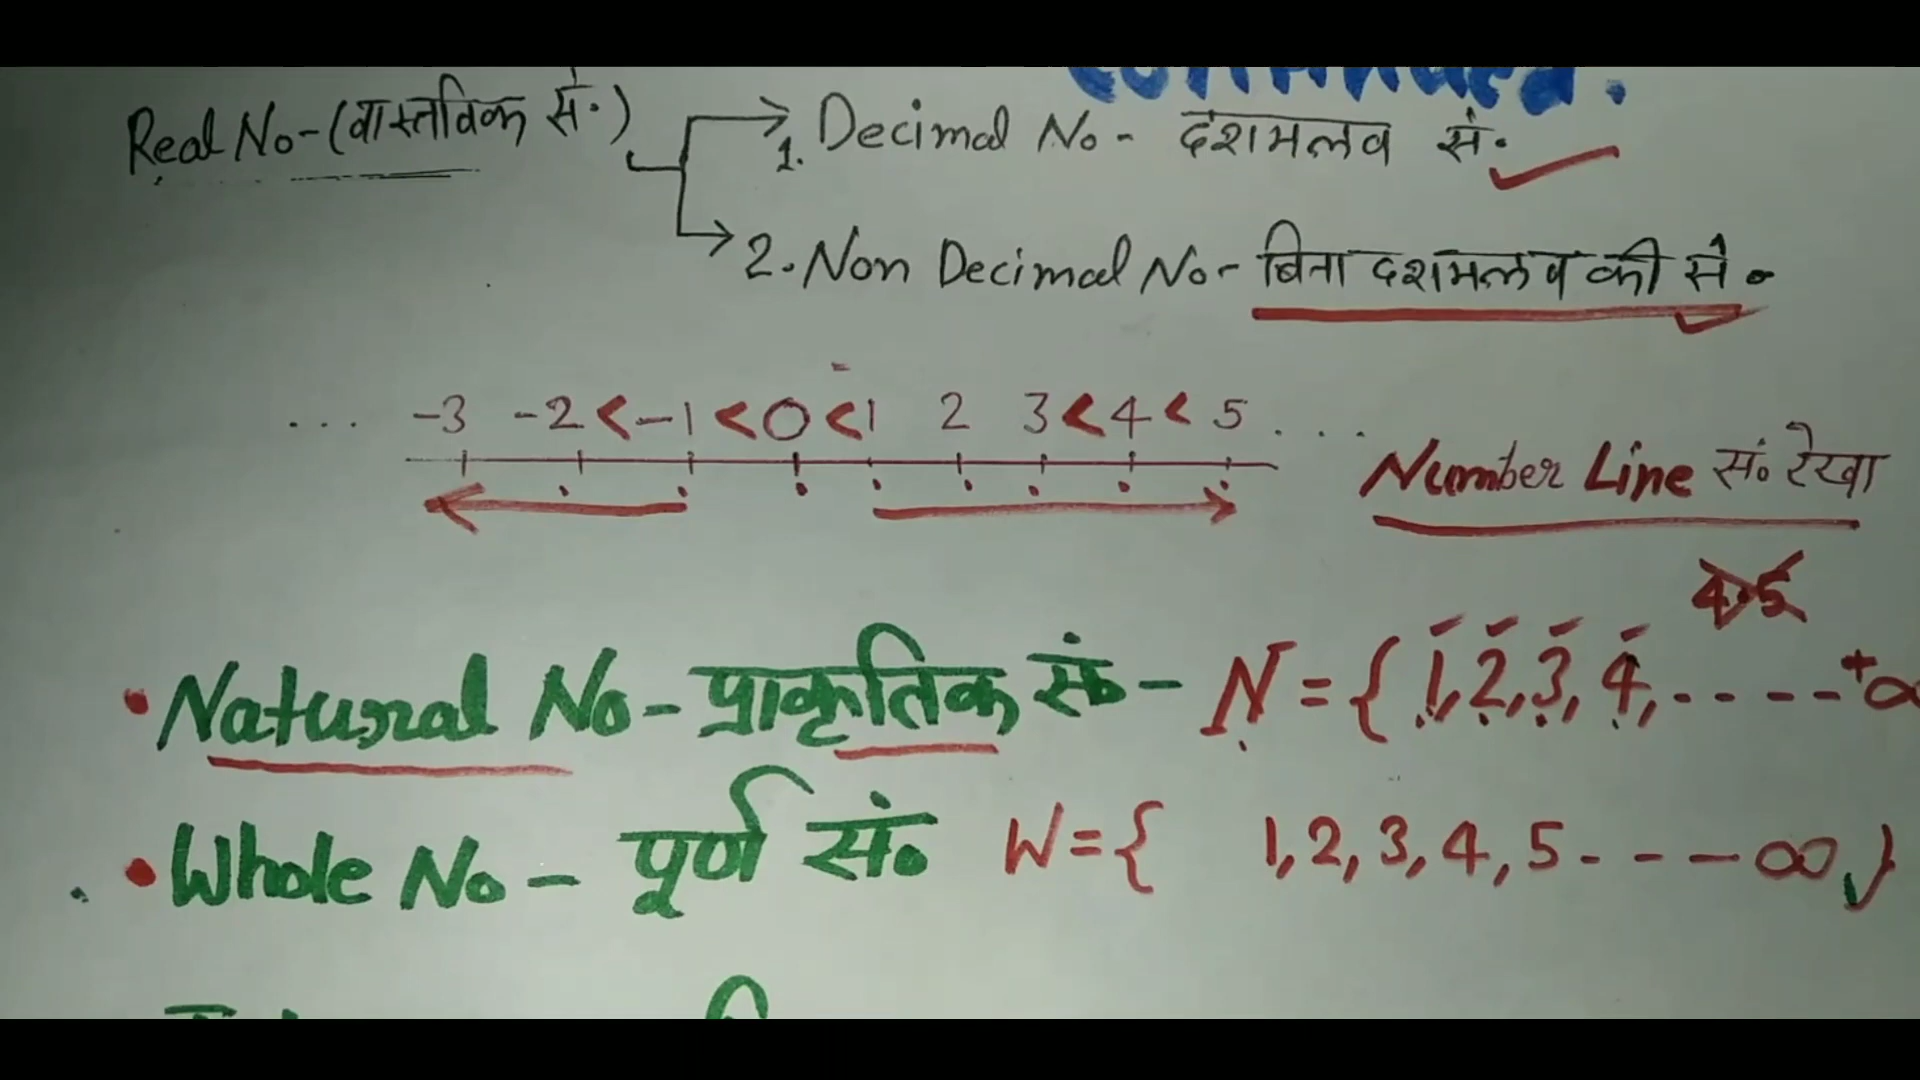 Continued.
Real No-(वास्तविक सं.)
1. Decimal No - दशमलव सं.
2. Non Decimal No - बिना दशमलव की सं.
... -3 -2 < -1 < 0 < 1 2 3 < 4 < 5 ...
Number Line सं. रेखा
4.5
• Natural No - प्राकृतिक सं. - N = { 1, 2, 3, 4, - - - - +∞
• Whole No - पूर्ण सं. W = { 1, 2, 3, 4, 5 - - - ∞ }